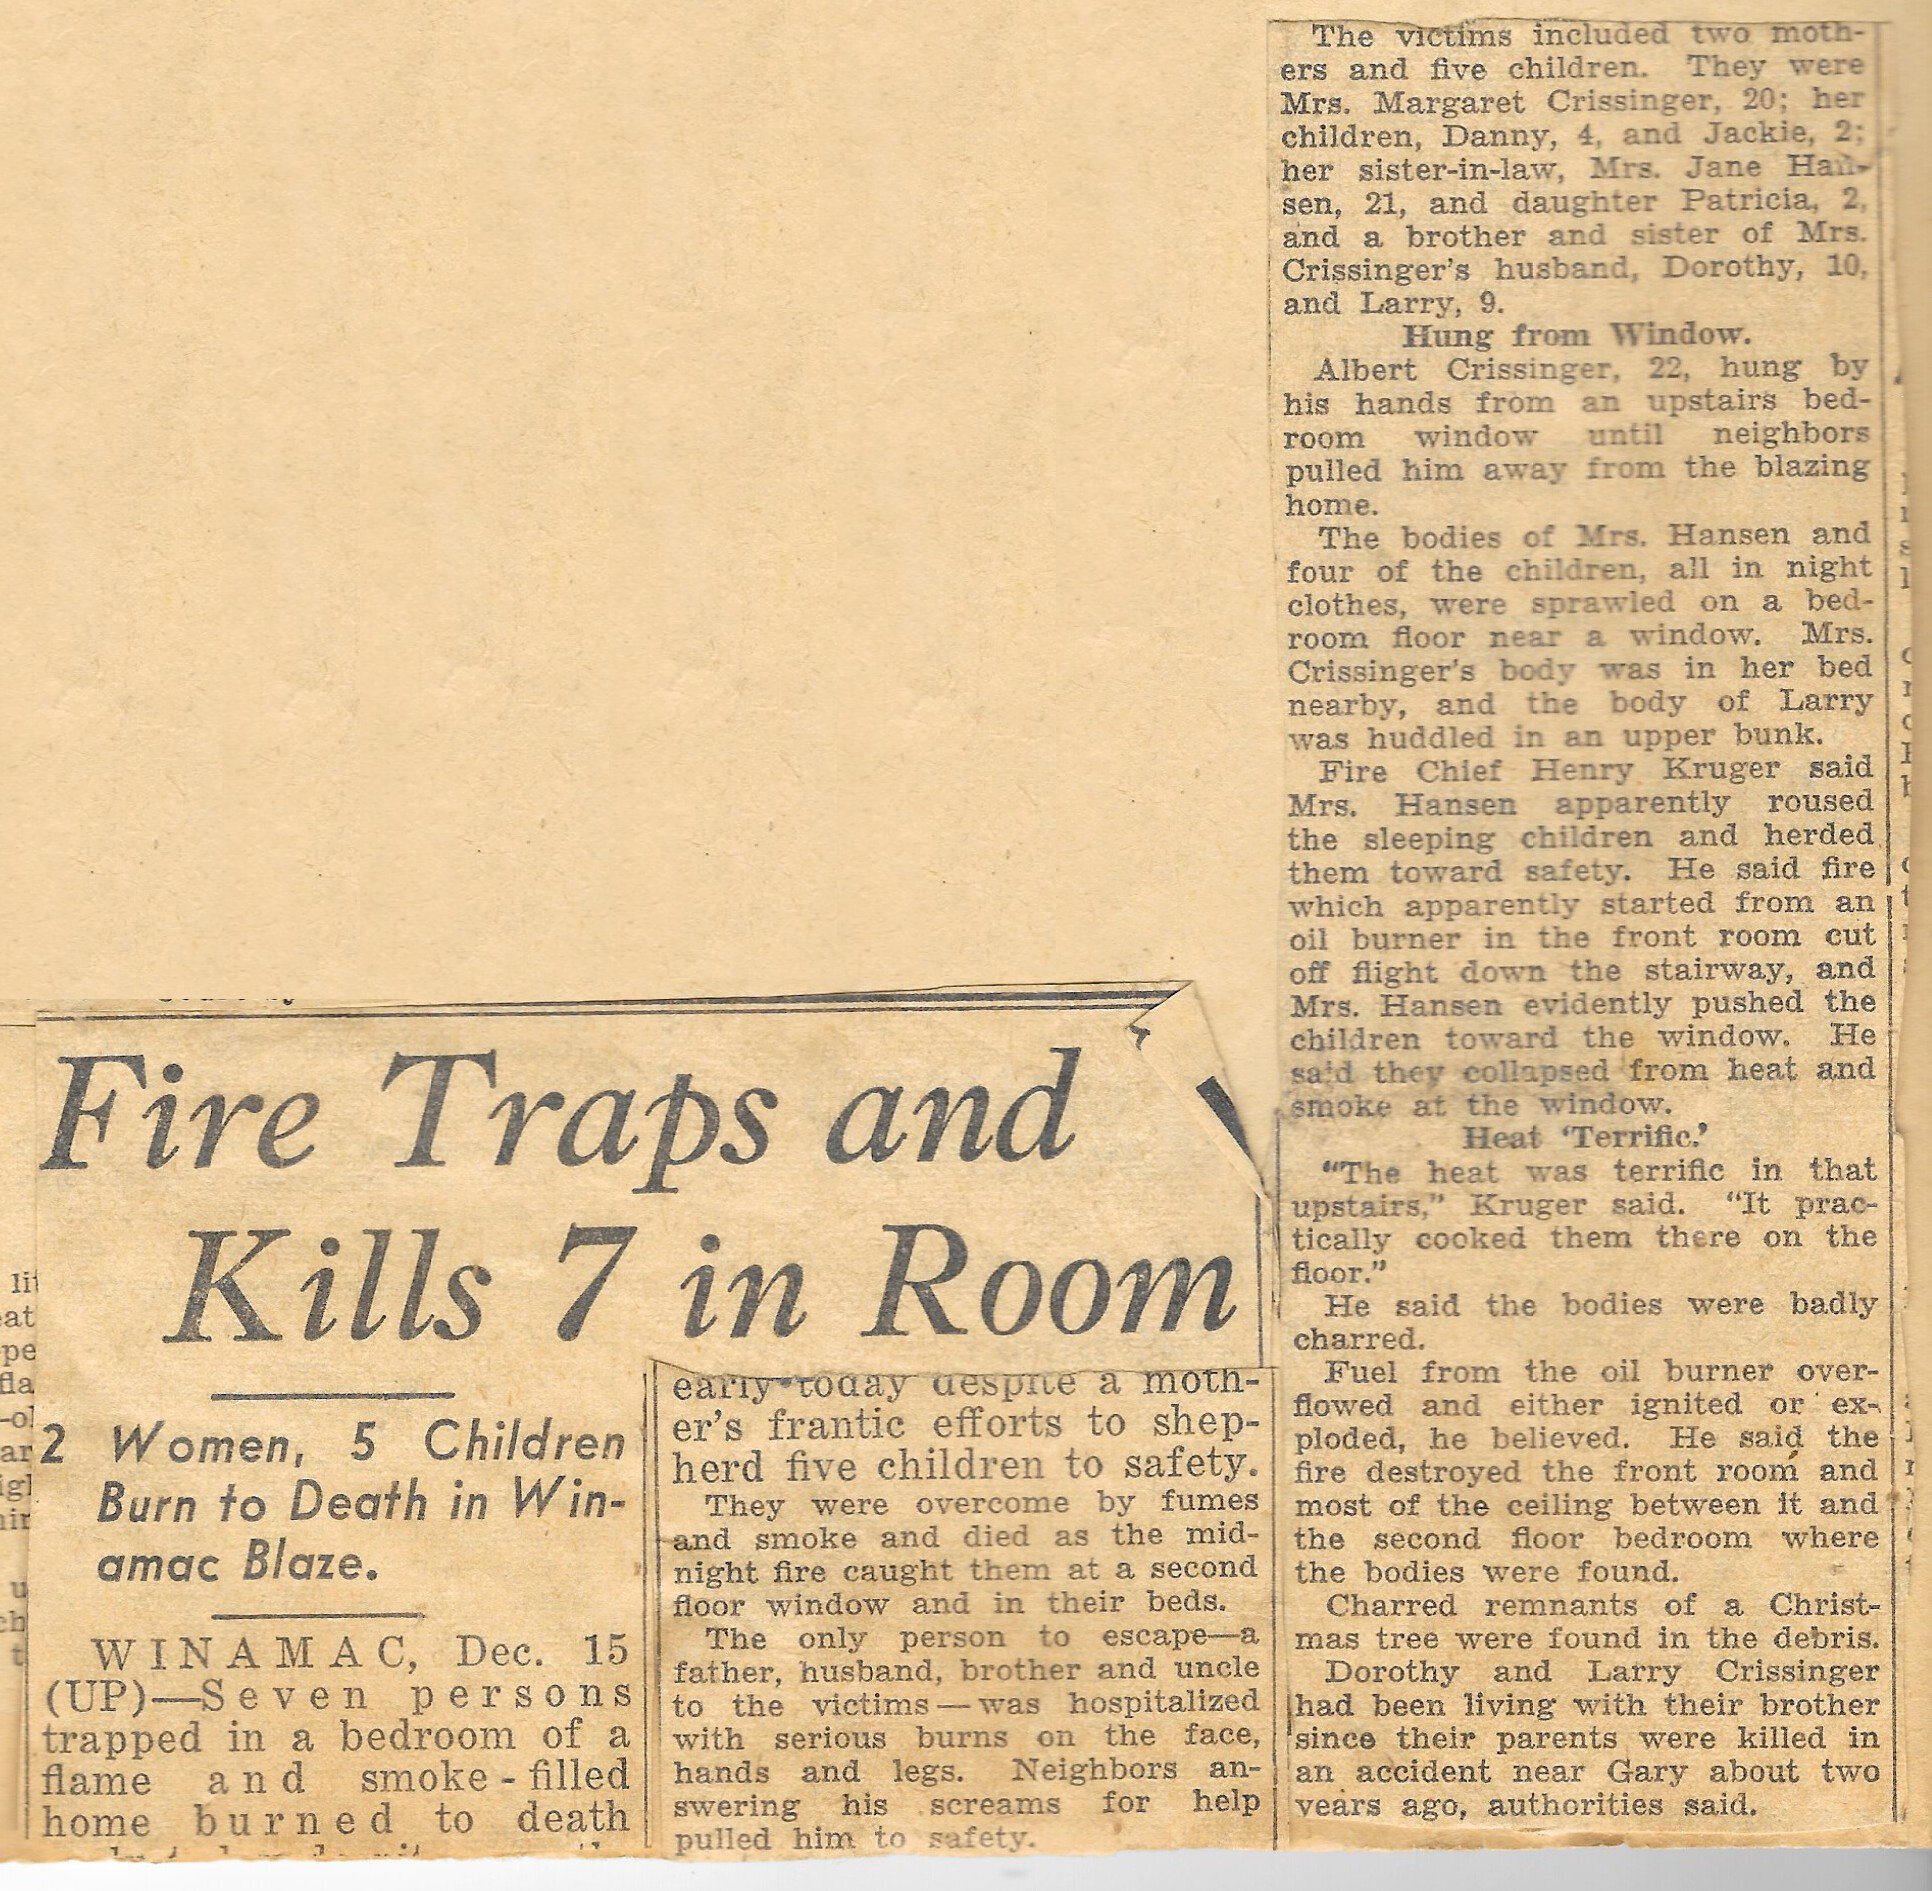 Fire Traps and
Kills 7 in Room
2 Women, 5 Children
Burn to Death in Win-
amac Blaze.
WINAMAC, Dec. 15
(UP)—Seven persons
trapped in a bedroom of a
flame and smoke-filled
home burned to death
early today despite a moth-
er's frantic efforts to shep-
herd five children to safety.
They were overcome by fumes
and smoke and died as the mid-
night fire caught them at a second
floor window and in their beds.
The only person to escape—a
father, husband, brother and uncle
to the victims—was hospitalized
with serious burns on the face,
hands and legs. Neighbors an-
swering his screams for help
pulled him to safety.
The victims included two moth-
ers and five children. They were
Mrs. Margaret Crissinger, 20; her
children, Danny, 4, and Jackie, 2;
her sister-in-law, Mrs. Jane Han-
sen, 21, and daughter Patricia, 2,
and a brother and sister of Mrs.
Crissinger's husband, Dorothy, 10,
and Larry, 9.
Hung from Window.
Albert Crissinger, 22, hung by
his hands from an upstairs bed-
room window until neighbors
pulled him away from the blazing
home.
The bodies of Mrs. Hansen and
four of the children, all in night
clothes, were sprawled on a bed-
room floor near a window. Mrs.
Crissinger's body was in her bed
nearby, and the body of Larry
was huddled in an upper bunk.
Fire Chief Henry Kruger said
Mrs. Hansen apparently roused
the sleeping children and herded
them toward safety. He said fire
which apparently started from an
oil burner in the front room cut
off flight down the stairway, and
Mrs. Hansen evidently pushed the
children toward the window. He
said they collapsed from heat and
smoke at the window.
Heat 'Terrific.'
"The heat was terrific in that
upstairs," Kruger said. "It prac-
tically cooked them there on the
floor."
He said the bodies were badly
charred.
Fuel from the oil burner over-
flowed and either ignited or ex-
ploded, he believed. He said the
fire destroyed the front room and
most of the ceiling between it and
the second floor bedroom where
the bodies were found.
Charred remnants of a Christ-
mas tree were found in the debris.
Dorothy and Larry Crissinger
had been living with their brother
since their parents were killed in
an accident near Gary about two
years ago, authorities said.